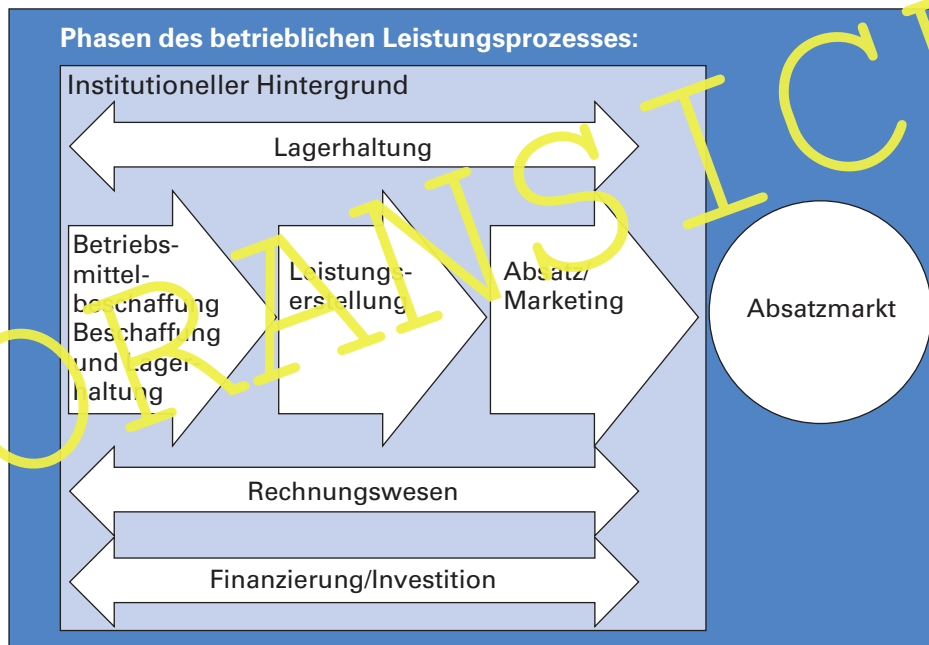 Phasen des betrieblichen Leistungsprozesses:
Institutioneller Hintergrund
Lagerhaltung
Betriebs-
mittel-
beschaffung
Beschaffung
und Lager-
haltung
Leistungs-
erstellung
Absatz/
Marketing
Absatzmarkt
Rechnungswesen
Finanzierung/Investition
ORANSIC